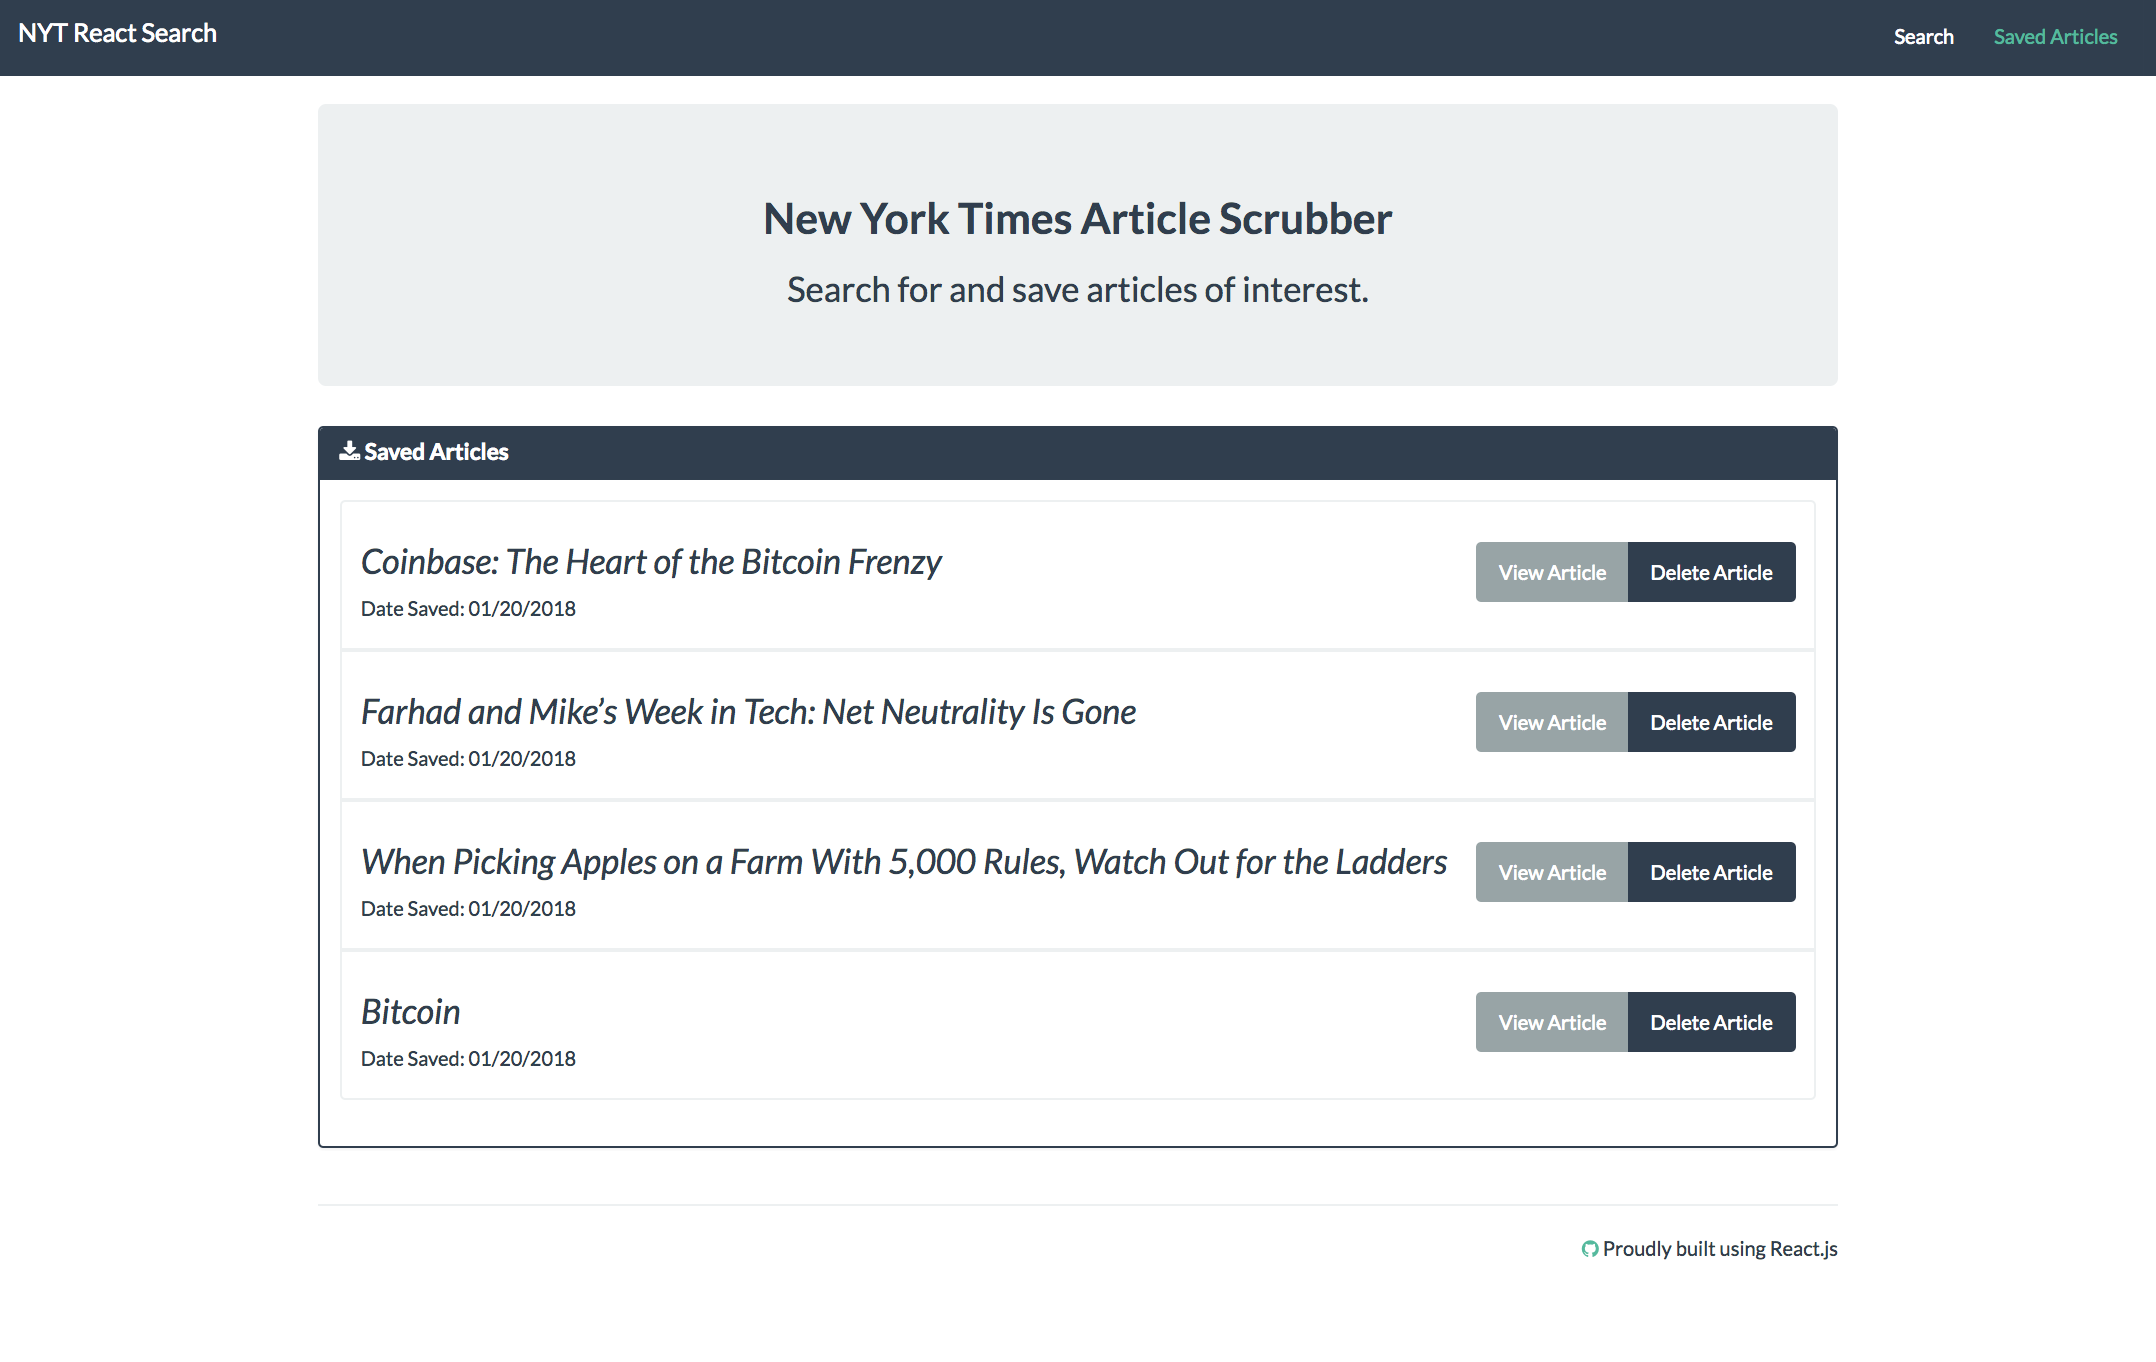 NYT React Search
Search
Saved Articles
New York Times Article Scrubber
Search for and save articles of interest.
Saved Articles
Coinbase: The Heart of the Bitcoin Frenzy
View Article
Delete Article
Date Saved: 01/20/2018
Farhad and Mike’s Week in Tech: Net Neutrality Is Gone
View Article
Delete Article
Date Saved: 01/20/2018
When Picking Apples on a Farm With 5,000 Rules, Watch Out for the Ladders
View Article
Delete Article
Date Saved: 01/20/2018
Bitcoin
View Article
Delete Article
Date Saved: 01/20/2018
Proudly built using React.js